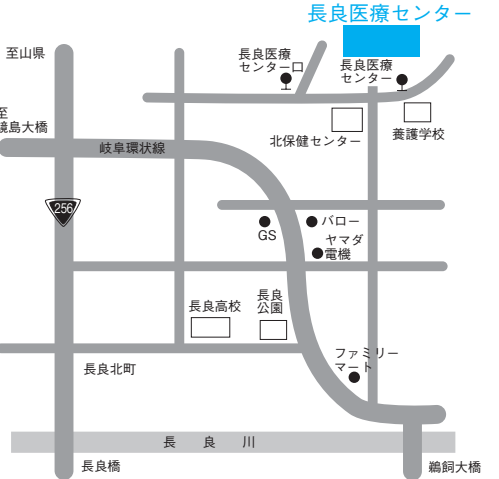 長良医療センター
至山県
長良医療
センター口
長良医療
センター
至
鏡島大橋
岐阜環状線
北保健センター
養護学校
256
GS
バロー
ヤマダ
電機
長良高校
長良
公園
長良北町
ファミリー
マート
長良川
長良橋
鵜飼大橋